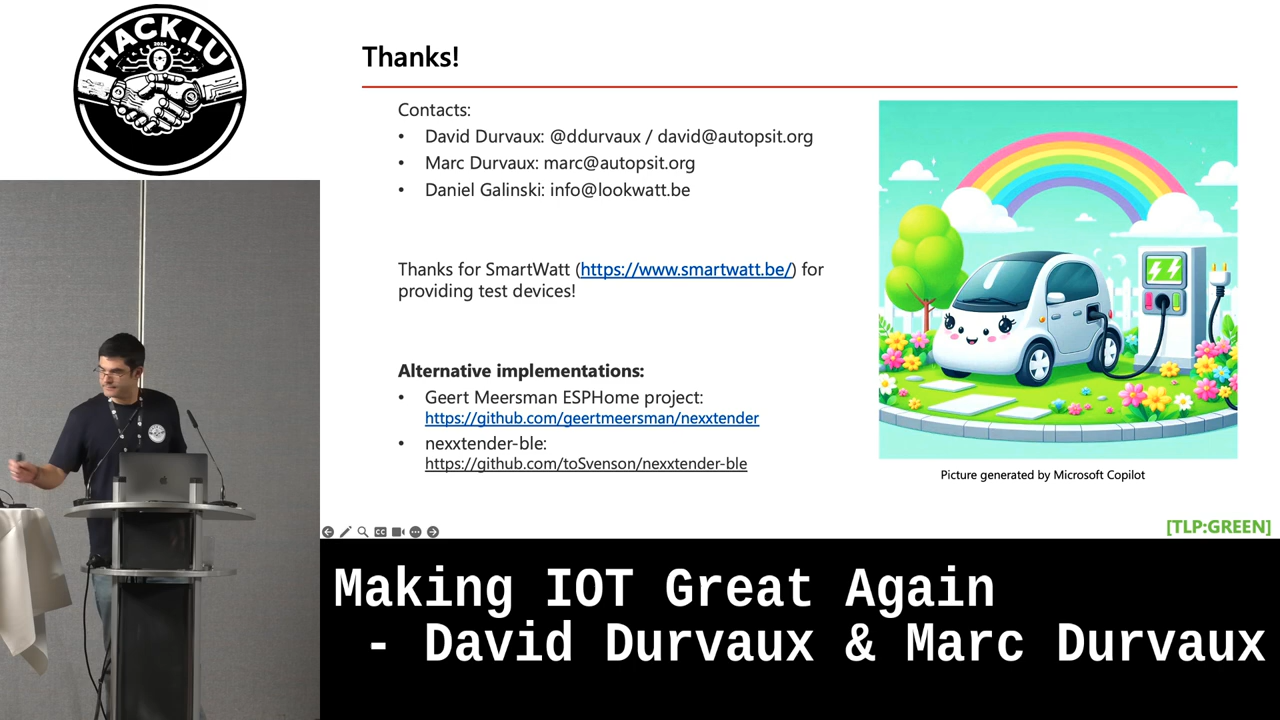 HACK.LU
2024
Thanks!
Contacts:
• David Durvaux: @ddurvaux / david@autopsit.org
• Marc Durvaux: marc@autopsit.org
• Daniel Galinski: info@lookwatt.be
Thanks for SmartWatt (https://www.smartwatt.be/) for
providing test devices!
Alternative implementations:
• Geert Meersman ESPHome project:
https://github.com/geertmeersman/nexxtender
• nexxtender-ble:
https://github.com/toSvenson/nexxtender-ble
Picture generated by Microsoft Copilot
CC
[TLP:GREEN]
Making IOT Great Again
- David Durvaux & Marc Durvaux